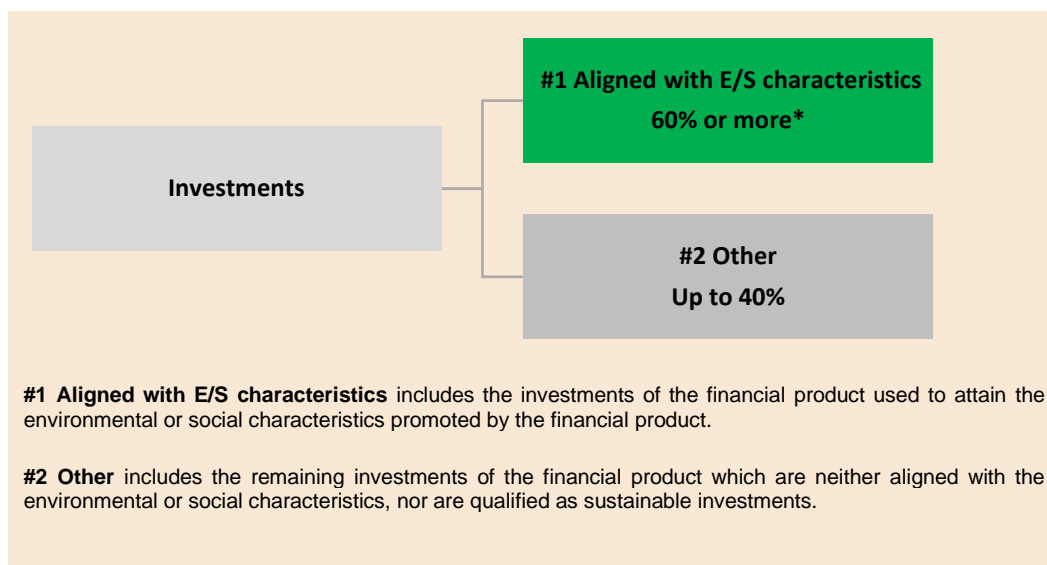 #1 Aligned with E/S characteristics
60% or more*
Investments
#2 Other
Up to 40%
#1 Aligned with E/S characteristics includes the investments of the financial product used to attain the
environmental or social characteristics promoted by the financial product.
#2 Other includes the remaining investments of the financial product which are neither aligned with the
environmental or social characteristics, nor are qualified as sustainable investments.